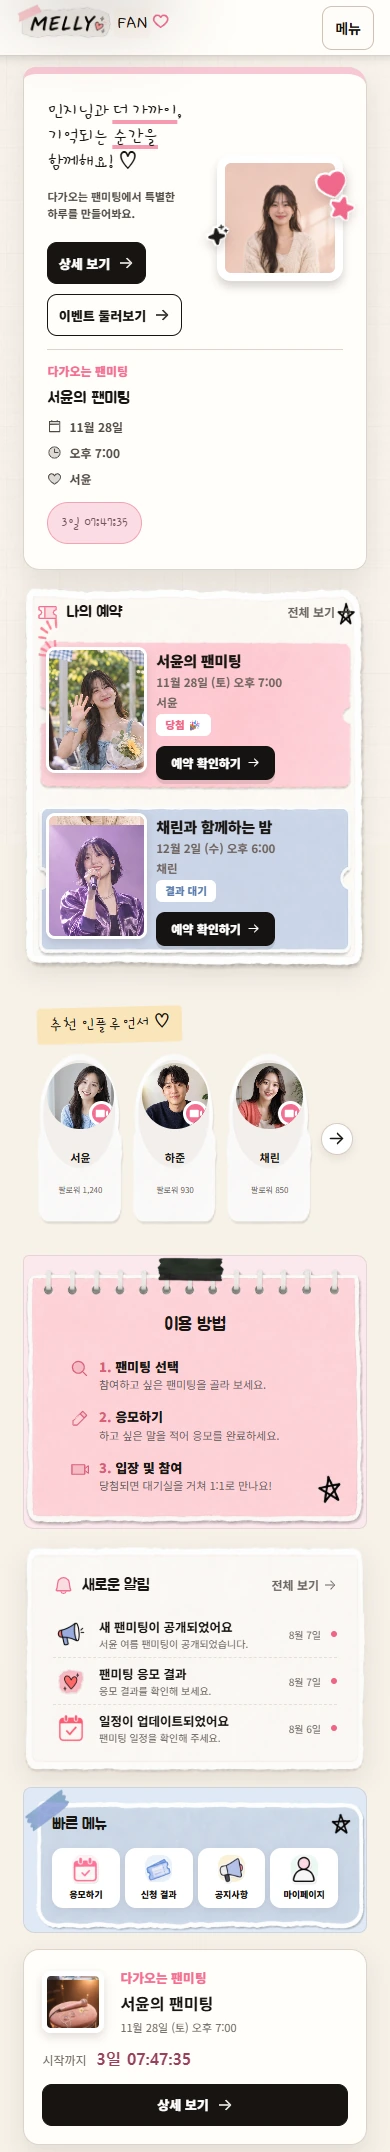 MELLY
FAN
메뉴
민지님과 더 가까이,
기억되는 순간을
함께해요! ♡
다가오는 팬미팅에서 특별한
하루를 만들어봐요.
상세 보기 →
이벤트 둘러보기 →
다가오는 팬미팅
서윤의 팬미팅
11월 28일
오후 7:00
서윤
3일 07:47:35
나의 예약
전체 보기
서윤의 팬미팅
11월 28일 (토) 오후 7:00
서윤
당첨 🎉
예약 확인하기 →
채린과 함께하는 밤
12월 2일 (수) 오후 6:00
채린
결과 대기
예약 확인하기 →
추천 인플루언서 ♡
서윤
팔로워 1,240
하준
팔로워 930
채린
팔로워 850
이용 방법
1. 팬미팅 선택
참여하고 싶은 팬미팅을 골라 보세요.
2. 응모하기
하고 싶은 말을 적어 응모를 완료하세요.
3. 입장 및 참여
당첨되면 대기실을 거쳐 1:1로 만나요!
새로운 알림
전체 보기 →
새 팬미팅이 공개되었어요
서윤 여름 팬미팅이 공개되었습니다.
8월 7일
팬미팅 응모 결과
응모 결과를 확인해 보세요.
8월 7일
일정이 업데이트되었어요
팬미팅 일정을 확인해 주세요.
8월 6일
빠른 메뉴
응모하기
신청 결과
공지사항
마이페이지
다가오는 팬미팅
서윤의 팬미팅
11월 28일 (토) 오후 7:00
시작까지 3일 07:47:35
상세 보기 →